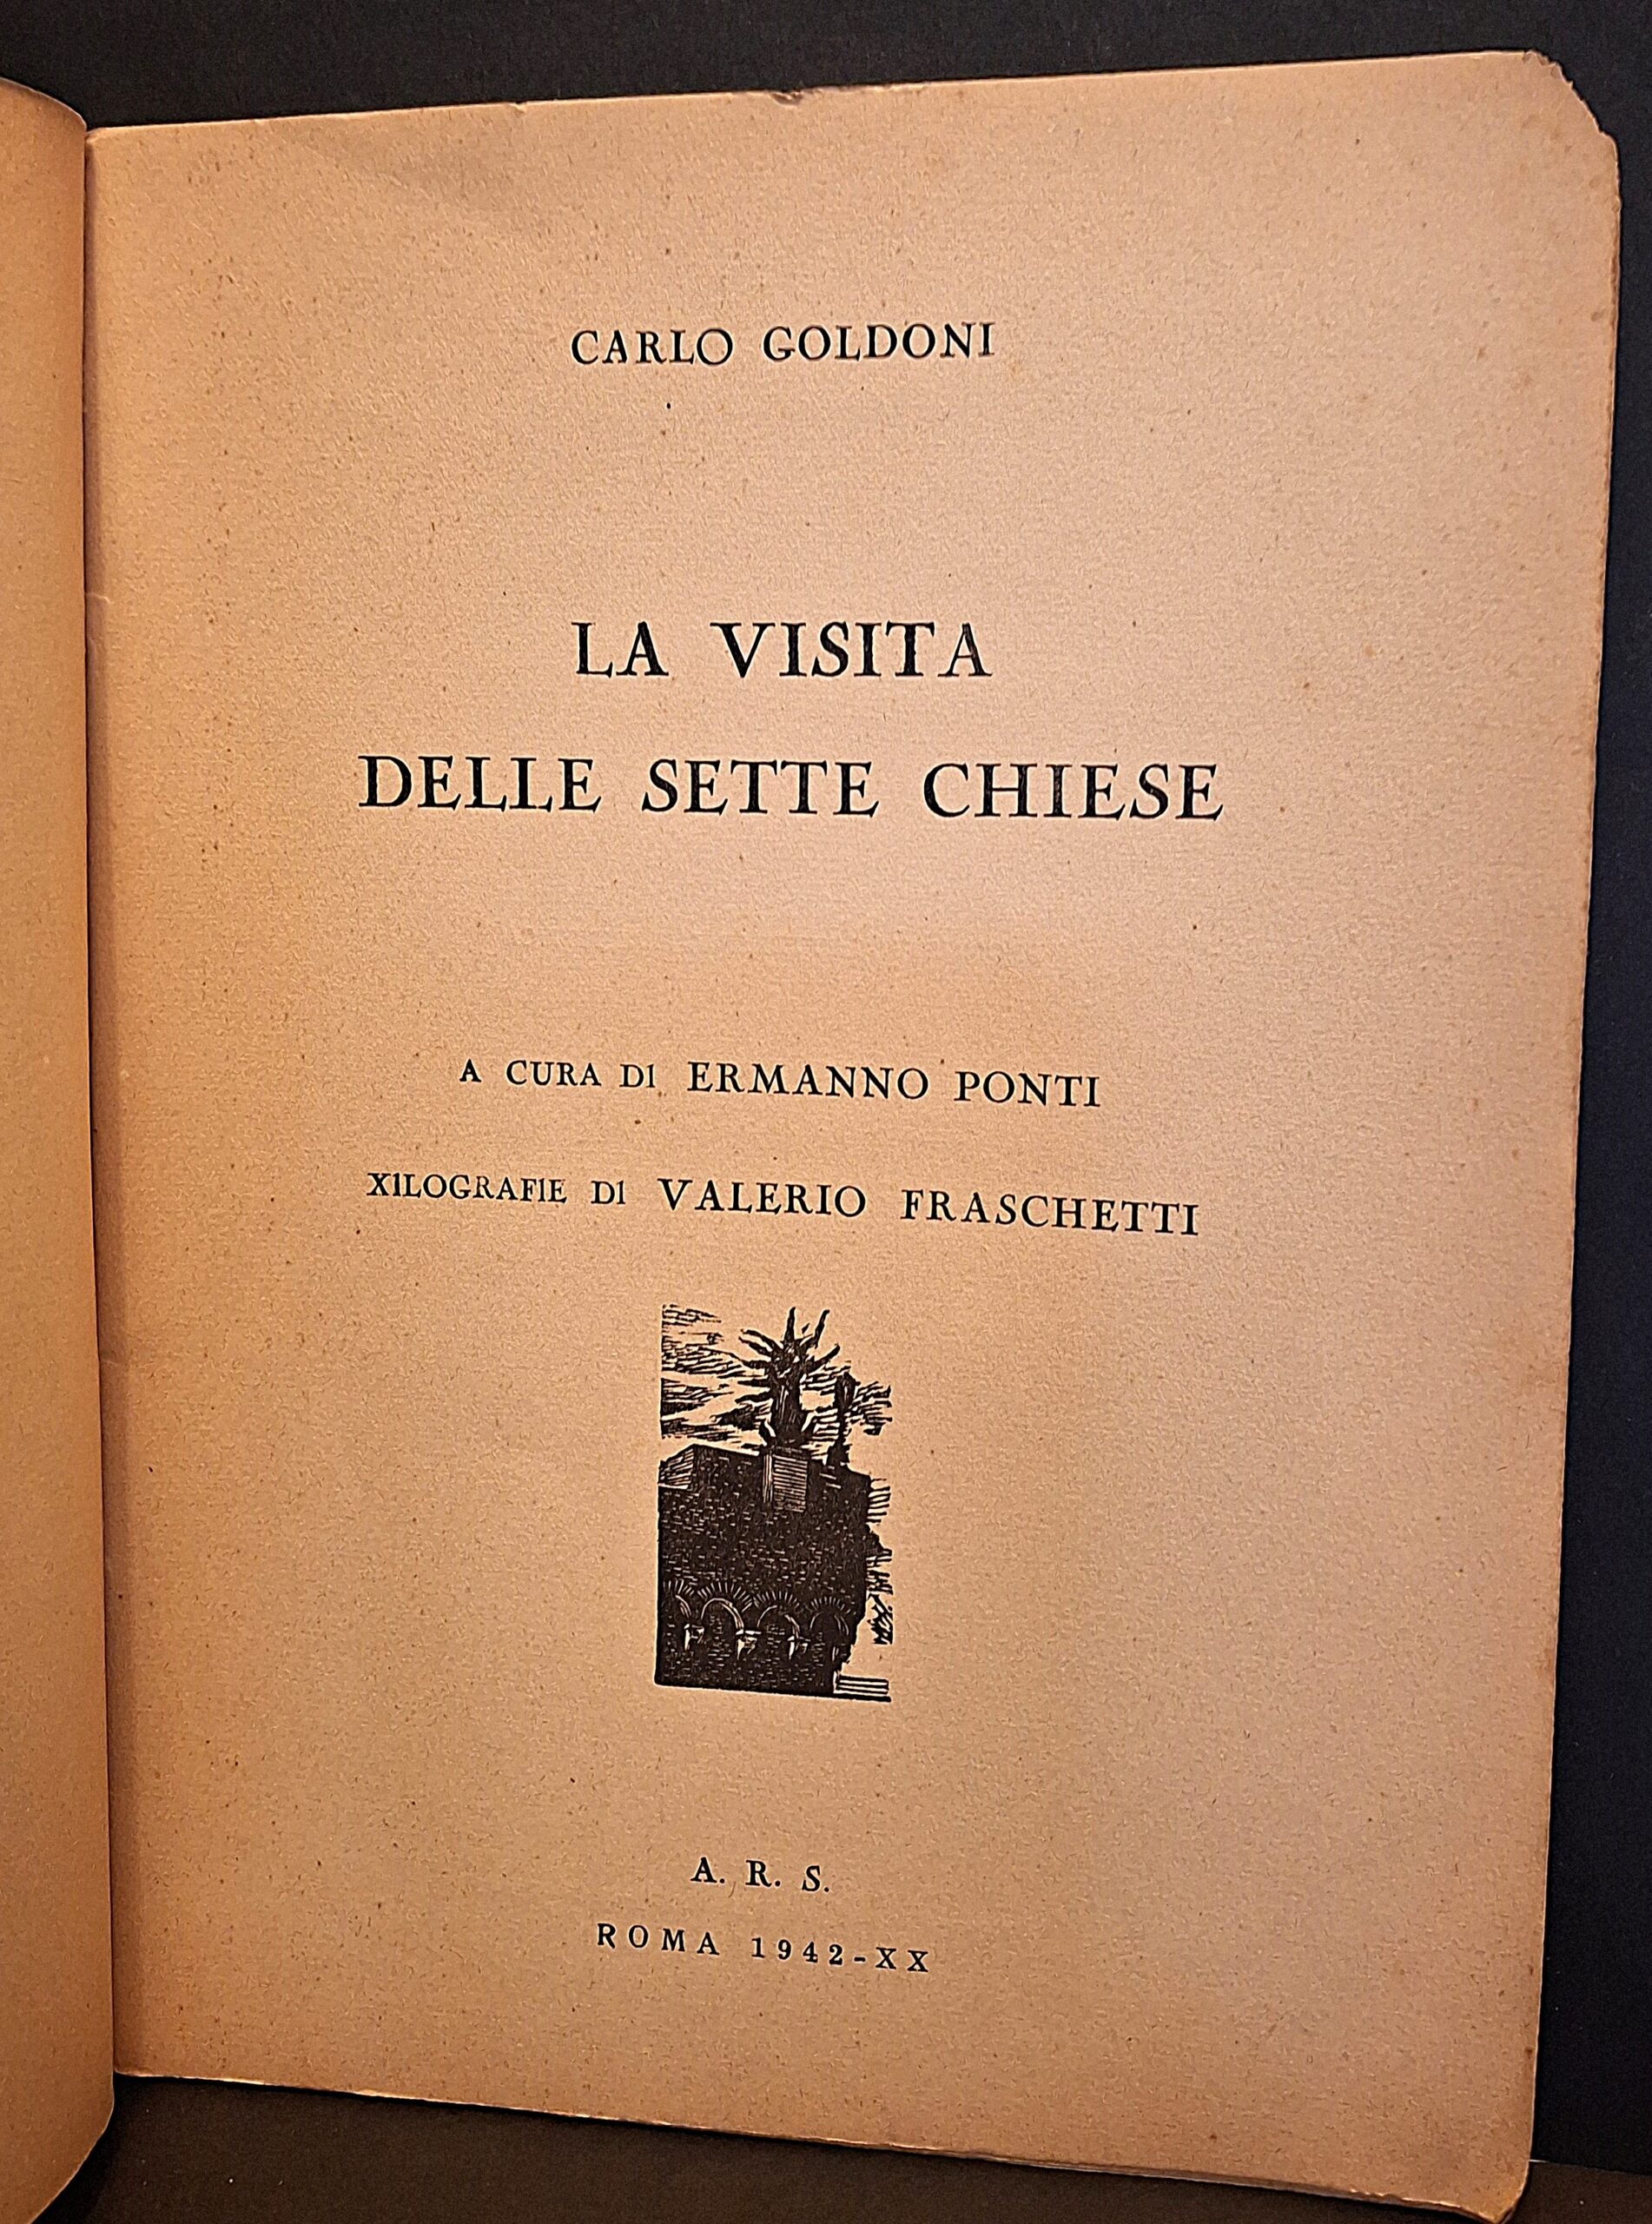 CARLO GOLDONI
LA VISITA
DELLE SETTE CHIESE
A CURA DI ERMANNO PONTI
XILOGRAFIE DI VALERIO FRASCHETTI
A. R. S.
ROMA 1942-XX